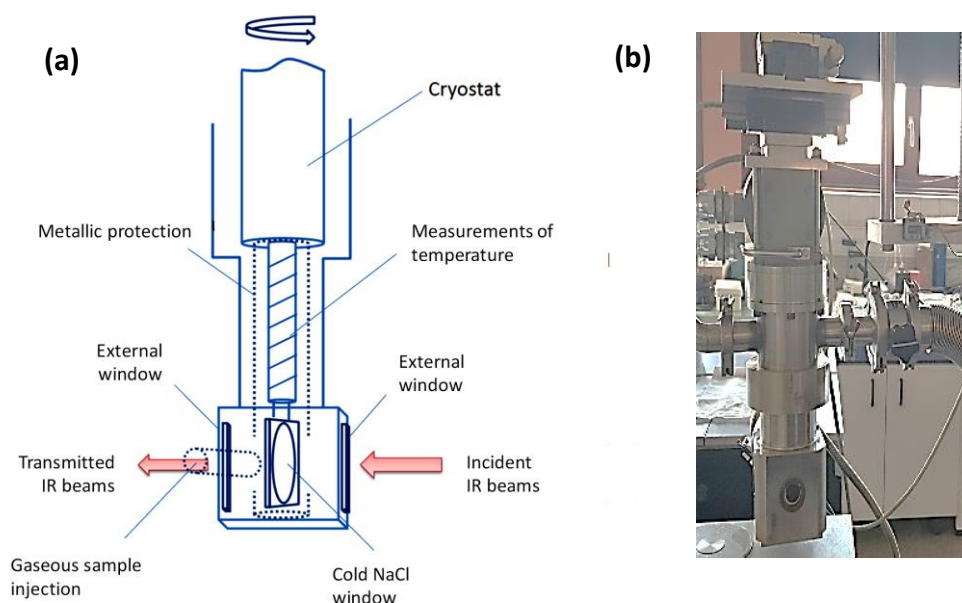 (a)
(b)
Cryostat
Metallic protection
Measurements of
temperature
External
window
External
window
Transmitted
IR beams
Incident
IR beams
Gaseous sample
injection
Cold NaCl
window